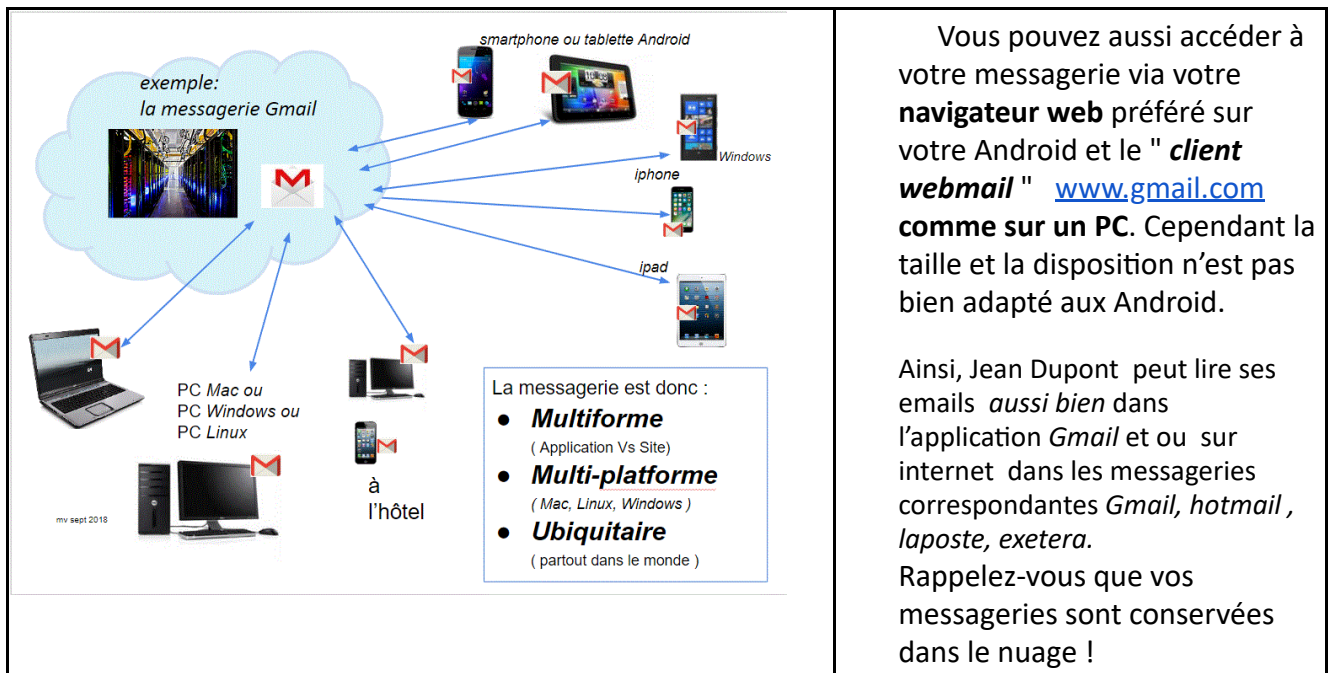 smartphone ou tablette Android
exemple:
la messagerie Gmail
Windows
iphone
ipad
PC Mac ou
PC Windows ou
PC Linux
à
l'hôtel
mv sept 2018
La messagerie est donc :
● Multiforme
( Application Vs Site)
● Multi-platforme
( Mac, Linux, Windows )
● Ubiquitaire
( partout dans le monde )
Vous pouvez aussi accéder à
votre messagerie via votre
navigateur web préféré sur
votre Android et le " client
webmail " www.gmail.com
comme sur un PC. Cependant la
taille et la disposition n’est pas
bien adapté aux Android.
Ainsi, Jean Dupont peut lire ses
emails aussi bien dans
l’application Gmail et ou sur
internet dans les messageries
correspondantes Gmail, hotmail ,
laposte, exetera.
Rappelez-vous que vos
messageries sont conservées
dans le nuage !